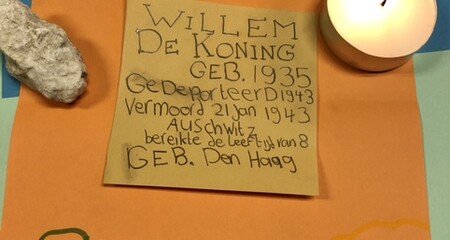 WILLEM
DE KONING
GEB. 1935
GeDePorteerD 1943
Vermoord 21 jan 1943
AUSchwitZ
bereikte de leeftijd van 8
GEB. Den Haag